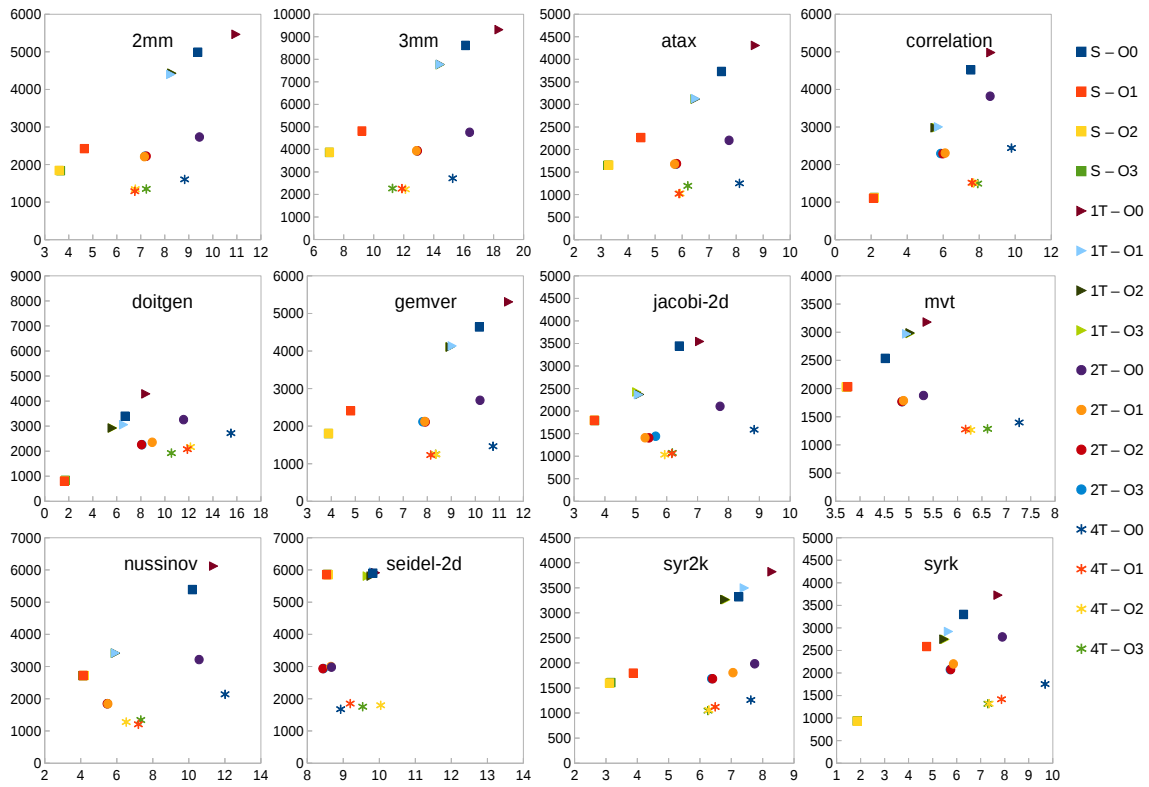 2mm
6000
5000
4000
3000
2000
1000
0
3 4 5 6 7 8 9 10 11 12
3mm
10000
9000
8000
7000
6000
5000
4000
3000
2000
1000
0
6 8 10 12 14 16 18 20
atax
5000
4500
4000
3500
3000
2500
2000
1500
1000
500
0
2 3 4 5 6 7 8 9 10
correlation
6000
5000
4000
3000
2000
1000
0
0 2 4 6 8 10 12
doitgen
9000
8000
7000
6000
5000
4000
3000
2000
1000
0
0 2 4 6 8 10 12 14 16 18
gemver
6000
5000
4000
3000
2000
1000
0
3 4 5 6 7 8 9 10 11 12
jacobi-2d
5000
4500
4000
3500
3000
2500
2000
1500
1000
500
0
3 4 5 6 7 8 9 10
mvt
4000
3500
3000
2500
2000
1500
1000
500
0
3.5 4 4.5 5 5.5 6 6.5 7 7.5 8
nussinov
7000
6000
5000
4000
3000
2000
1000
0
2 4 6 8 10 12 14
seidel-2d
7000
6000
5000
4000
3000
2000
1000
0
8 9 10 11 12 13 14
syr2k
4500
4000
3500
3000
2500
2000
1500
1000
500
0
2 3 4 5 6 7 8 9
syrk
5000
4500
4000
3500
3000
2500
2000
1500
1000
500
0
1 2 3 4 5 6 7 8 9 10
S – O0
S – O1
S – O2
S – O3
1T – O0
1T – O1
1T – O2
1T – O3
2T – O0
2T – O1
2T – O2
2T – O3
4T – O0
4T – O1
4T – O2
4T – O3